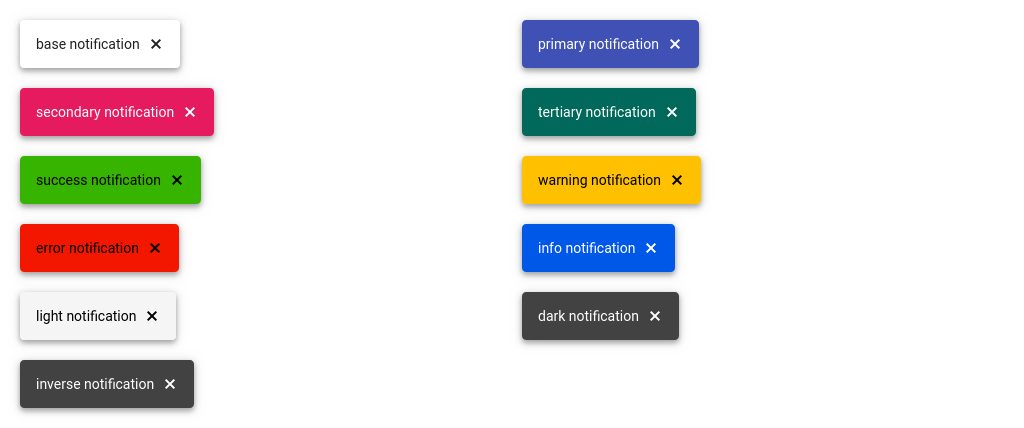 base notification ×
primary notification ×
secondary notification ×
tertiary notification ×
success notification ×
warning notification ×
error notification ×
info notification ×
light notification ×
dark notification ×
inverse notification ×